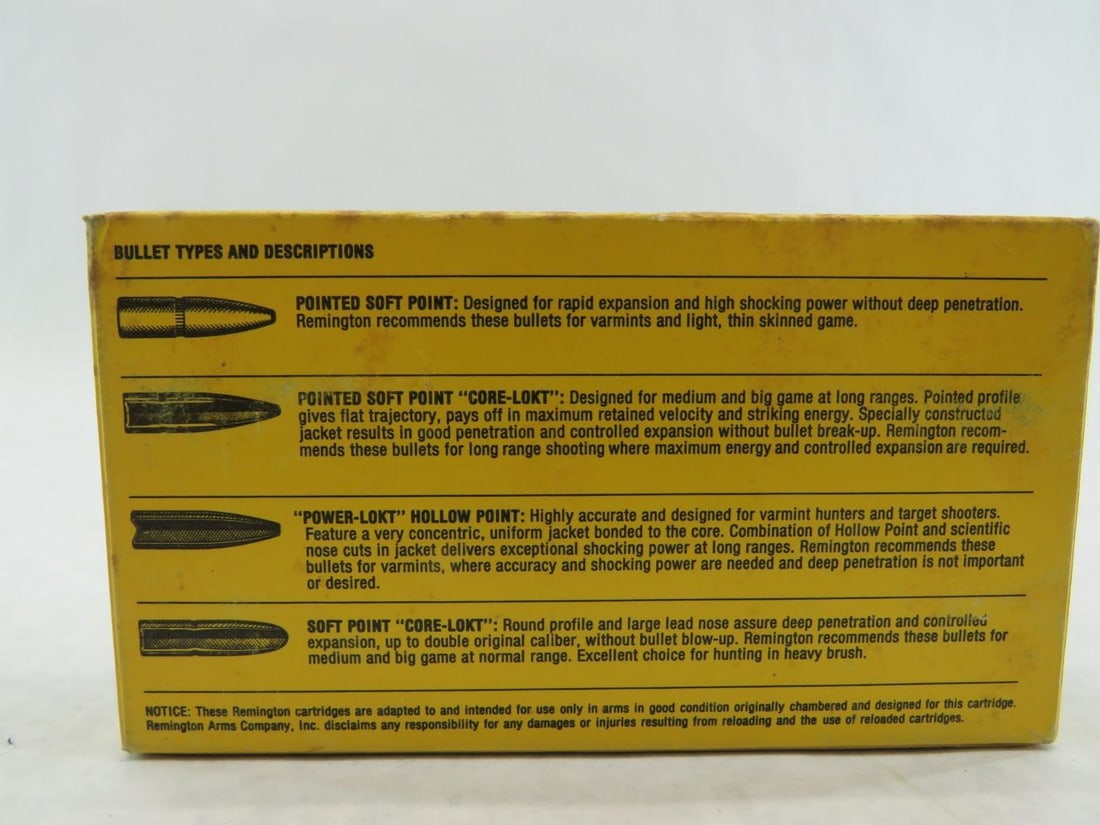 BULLET TYPES AND DESCRIPTIONS
POINTED SOFT POINT: Designed for rapid expansion and high shocking power without deep penetration.
Remington recommends these bullets for varmints and light, thin skinned game.
POINTED SOFT POINT "CORE-LOKT": Designed for medium and big game at long ranges. Pointed profile
gives flat trajectory, pays off in maximum retained velocity and striking energy. Specially constructed
jacket results in good penetration and controlled expansion without bullet break-up. Remington recom-
mends these bullets for long range shooting where maximum energy and controlled expansion are required.
"POWER-LOKT" HOLLOW POINT: Highly accurate and designed for varmint hunters and target shooters.
Feature a very concentric, uniform jacket bonded to the core. Combination of Hollow Point and scientific
nose cuts in jacket delivers exceptional shocking power at long ranges. Remington recommends these
bullets for varmints, where accuracy and shocking power are needed and deep penetration is not important
or desired.
SOFT POINT "CORE-LOKT": Round profile and large lead nose assure deep penetration and controlled
expansion, up to double original caliber, without bullet blow-up. Remington recommends these bullets for
medium and big game at normal range. Excellent choice for hunting in heavy brush.
NOTICE: These Remington cartridges are adapted to and intended for use only in arms in good condition originally chambered and designed for this cartridge.
Remington Arms Company, Inc. disclaims any responsibility for any damages or injuries resulting from reloading and the use of reloaded cartridges.